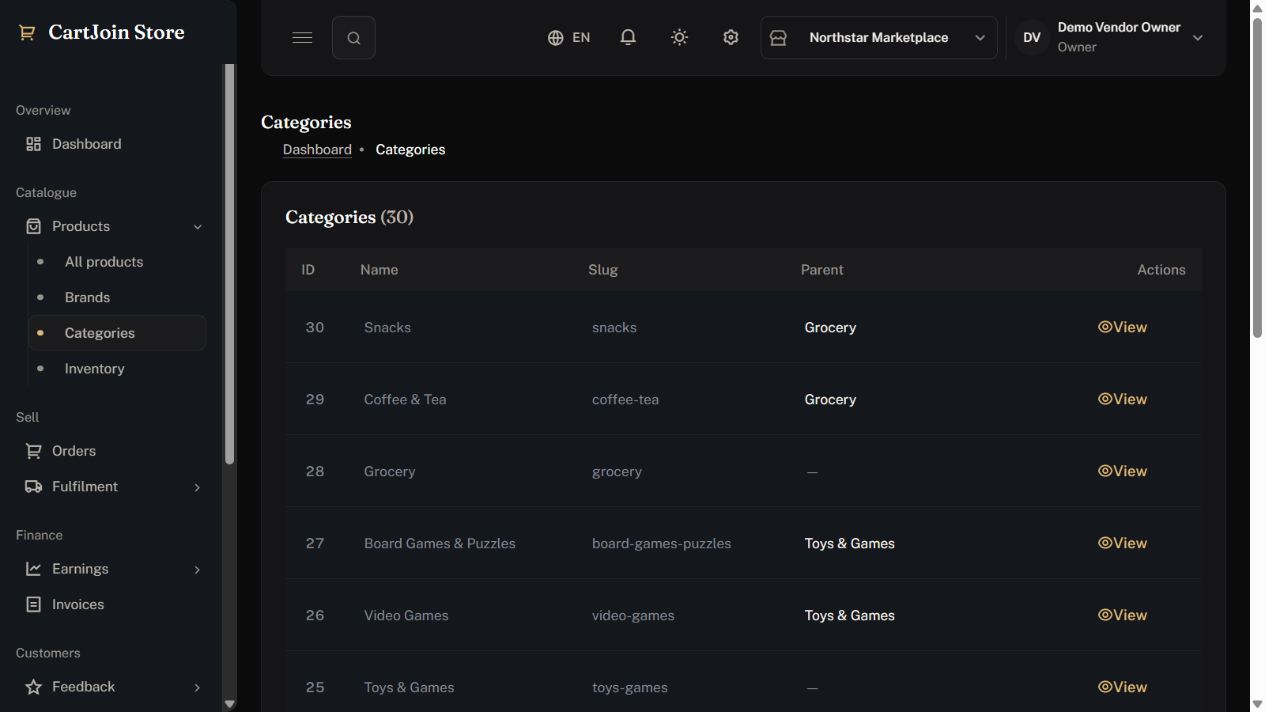 CartJoin Store
EN
Northstar Marketplace
DV
Demo Vendor Owner
Owner
Overview
Dashboard
Catalogue
Products
All products
Brands
Categories
Inventory
Sell
Orders
Fulfilment
Finance
Earnings
Invoices
Customers
Feedback
Categories
Dashboard • Categories
Categories (30)
ID Name Slug Parent Actions
30 Snacks snacks Grocery View
29 Coffee & Tea coffee-tea Grocery View
28 Grocery grocery — View
27 Board Games & Puzzles board-games-puzzles Toys & Games View
26 Video Games video-games Toys & Games View
25 Toys & Games toys-games — View